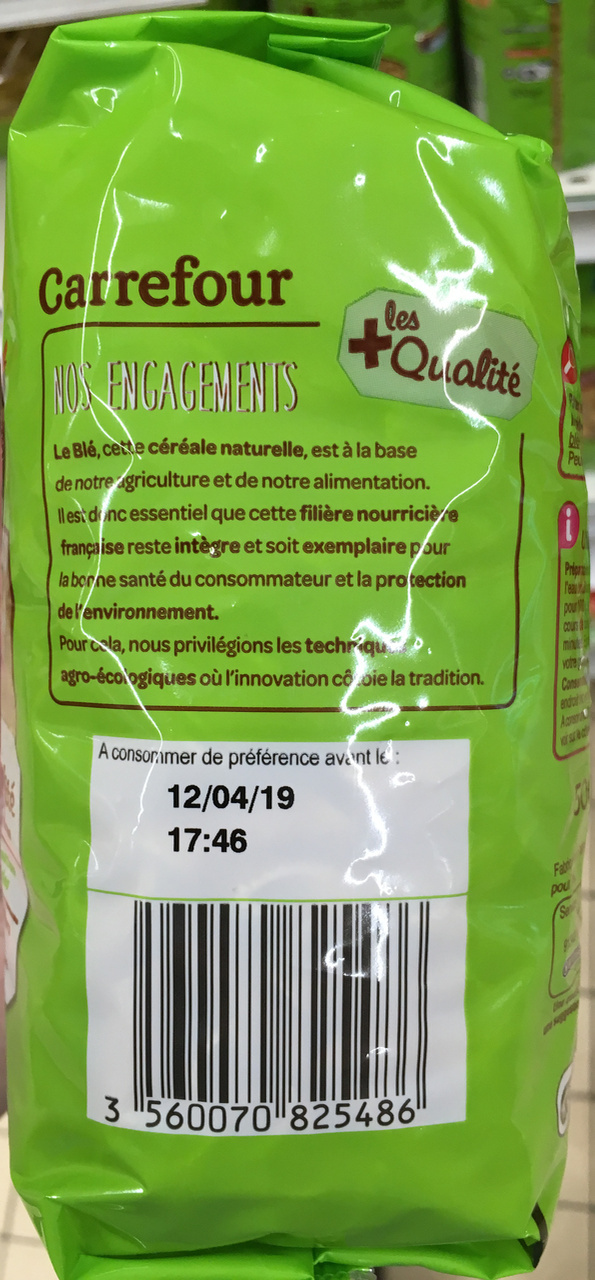 Carrefour
les
+Qualité
NOS ENGAGEMENTS
Le Blé, cette céréale naturelle, est à la base
de notre agriculture et de notre alimentation.
Il est donc essentiel que cette filière nourricière
française reste intègre et soit exemplaire pour
la bonne santé du consommateur et la protection
de l'environnement.
Pour cela, nous privilégions les techniques
agro-écologiques où l'innovation côtoie la tradition.
A consommer de préférence avant le :
12/04/19
17:46
3 560070 825486
i